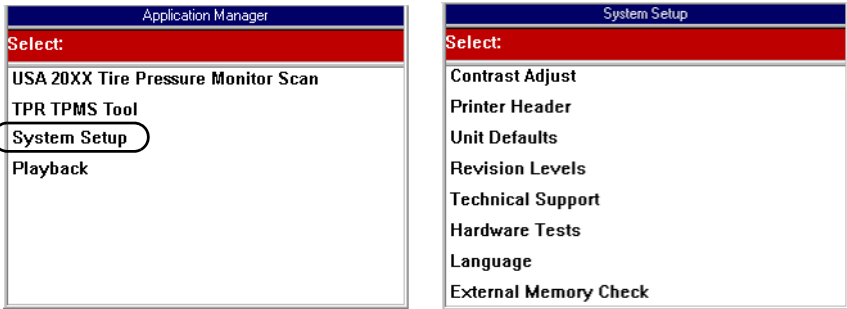 Application Manager
Select:
USA 20XX Tire Pressure Monitor Scan
TPR TPMS Tool
System Setup
Playback
System Setup
Select:
Contrast Adjust
Printer Header
Unit Defaults
Revision Levels
Technical Support
Hardware Tests
Language
External Memory Check